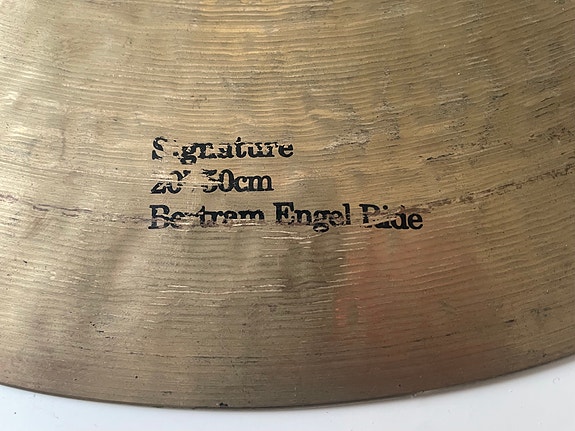 Signature
20" 50cm
Bertram Engel Ride